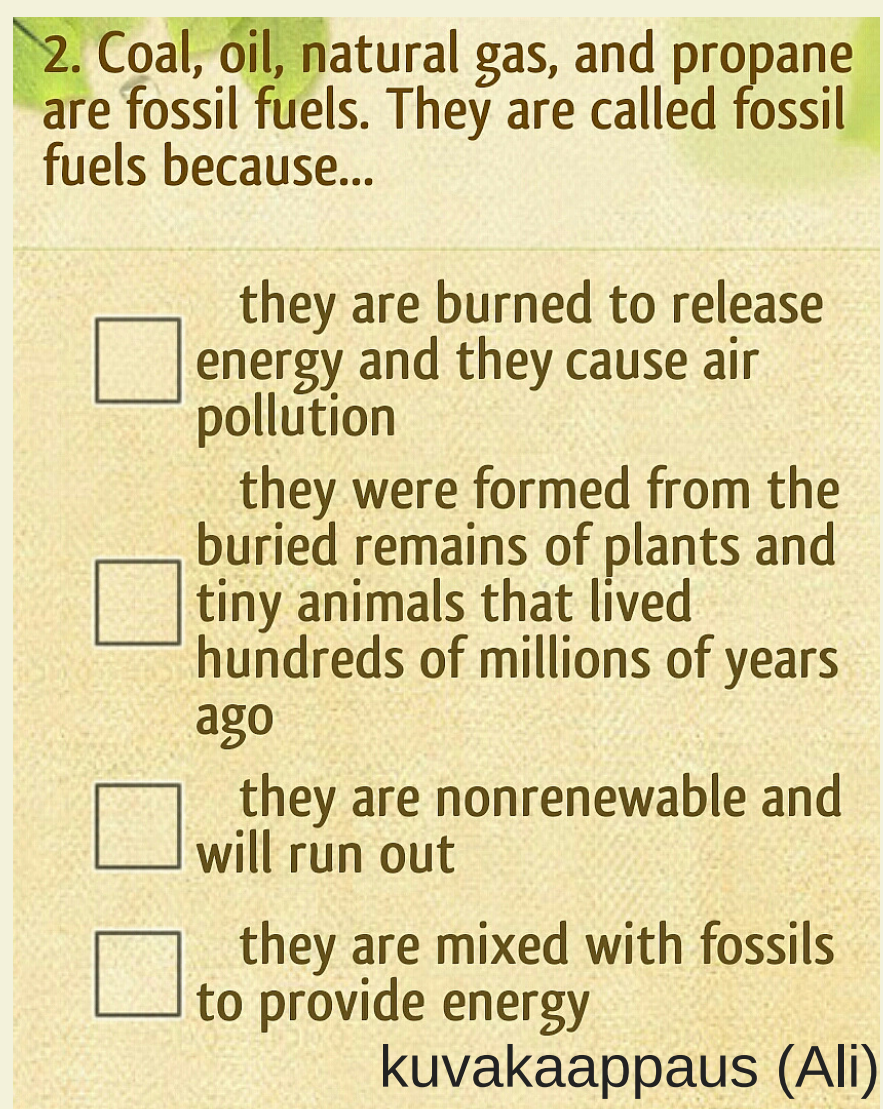 2. Coal, oil, natural gas, and propane
are fossil fuels. They are called fossil
fuels because...
they are burned to release
energy and they cause air
pollution
they were formed from the
buried remains of plants and
tiny animals that lived
hundreds of millions of years
ago
they are nonrenewable and
will run out
they are mixed with fossils
to provide energy
kuvakaappaus (Ali)